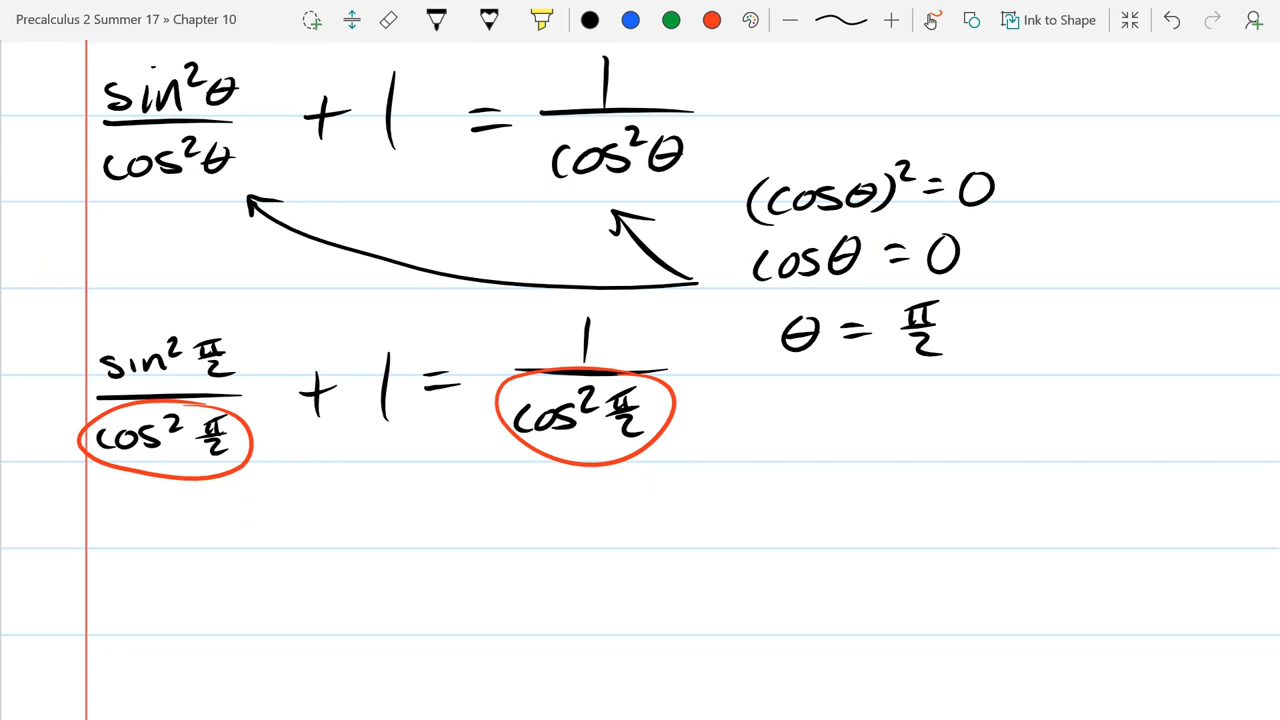 Precalculus 2 Summer 17 » Chapter 10
Ink to Shape
sin²θ/cos²θ + 1 = 1/cos²θ
(cosθ)² = 0
cosθ = 0
θ = π/2
sin² π/2 / cos² π/2 + 1 = 1/cos² π/2